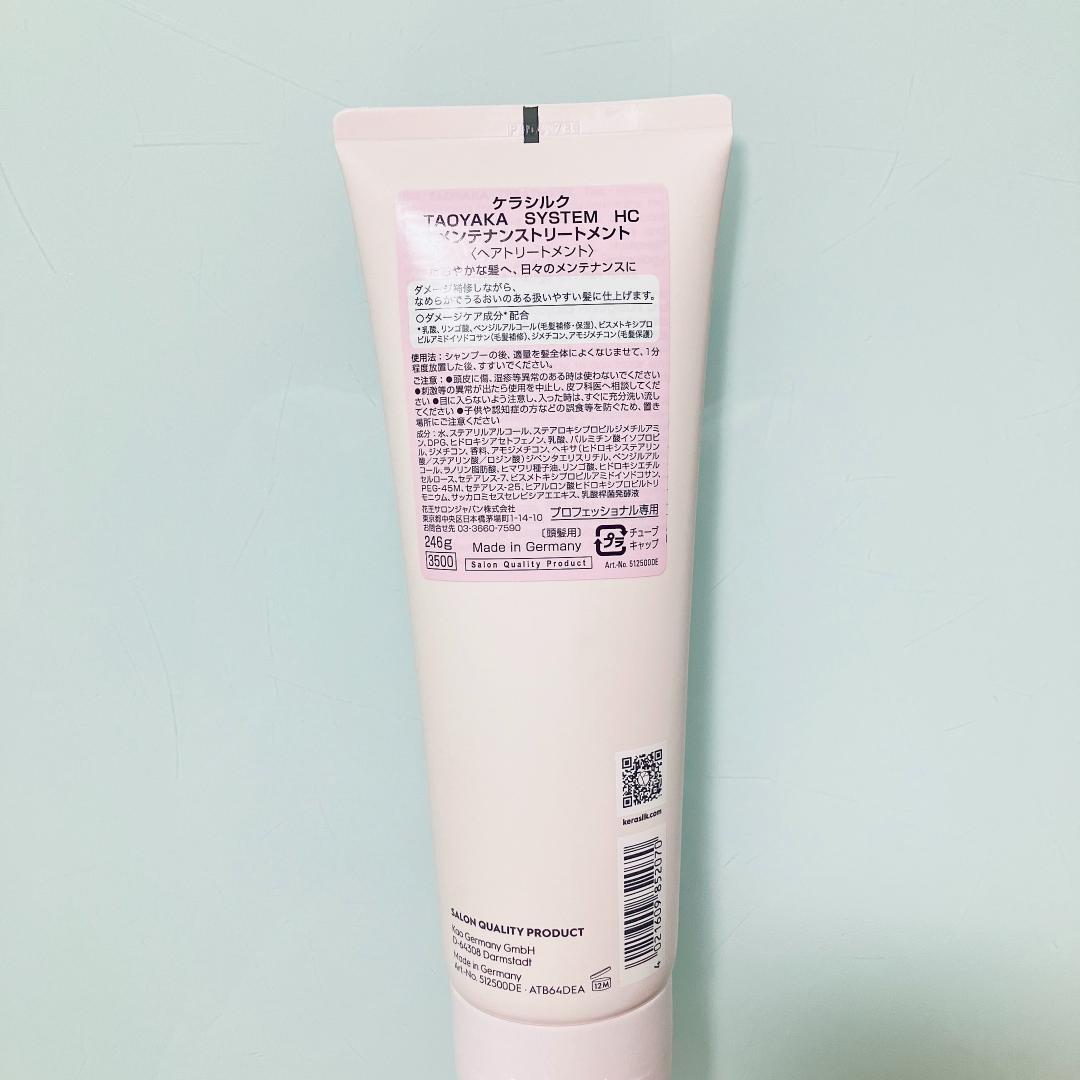 ケラシルク
TAOYAKA SYSTEM HC
メンテナンストリートメント
〈ヘアトリートメント〉
たおやかな髪へ、日々のメンテナンスに
ダメージ補修しながら、
なめらかでうるおいのある扱いやすい髪に仕上げます。
○ダメージケア成分*配合
*乳酸、リンゴ酸、ベンジルアルコール(毛髪補修・保湿)、ビスメトキシプロ
ピルアミドイソドコサン(毛髪補修)、ジメチコン、アモジメチコン(毛髪保護)
使用法：シャンプーの後、適量を髪全体によくなじませて、1分
程度放置した後、すすいでください。
ご注意：●頭皮に傷、湿疹等異常のある時は使わないでください
●刺激等の異常が出たら使用を中止し、皮フ科医へ相談してくだ
さい ●目に入らないよう注意し、入った時は、すぐに充分洗い流し
てください ●子供や認知症の方などの誤食等を防ぐため、置き
場所にご注意ください
成分：水、ステアリルアルコール、ステアロキシプロピルジメチルアミ
ン、DPG、ヒドロキシアセトフェノン、乳酸、パルミチン酸イソプロピ
ル、ジメチコン、香料、アモジメチコン、ヘキサ(ヒドロキシステアリン
酸／ステアリン酸／ロジン酸)ジペンタエリスリチル、ベンジルアル
コール、ラノリン脂肪酸、ヒマワリ種子油、リンゴ酸、ヒドロキシエチル
セルロース、セテアレス-7、ビスメトキシプロピルアミドイソドコサン、
PEG-45M、セテアレス-25、ヒアルロン酸ヒドロキシプロピルトリ
モニウム、サッカロミセスセレビシアエエキス、乳酸桿菌発酵液
花王サロンジャパン株式会社
東京都中央区日本橋茅場町1-14-10
お問合せ先 03-3660-7590
プロフェッショナル専用
246g
〔頭髪用〕
Made in Germany
プラ
チューブ
キャップ
3500
Salon Quality Product
Art.-No. 512500DE
kerasilk.com
4 021609 852070
SALON QUALITY PRODUCT
Kao Germany GmbH
D-64308 Darmstadt
Made in Germany
Art.-No. 512500DE · ATB64DEA
12M